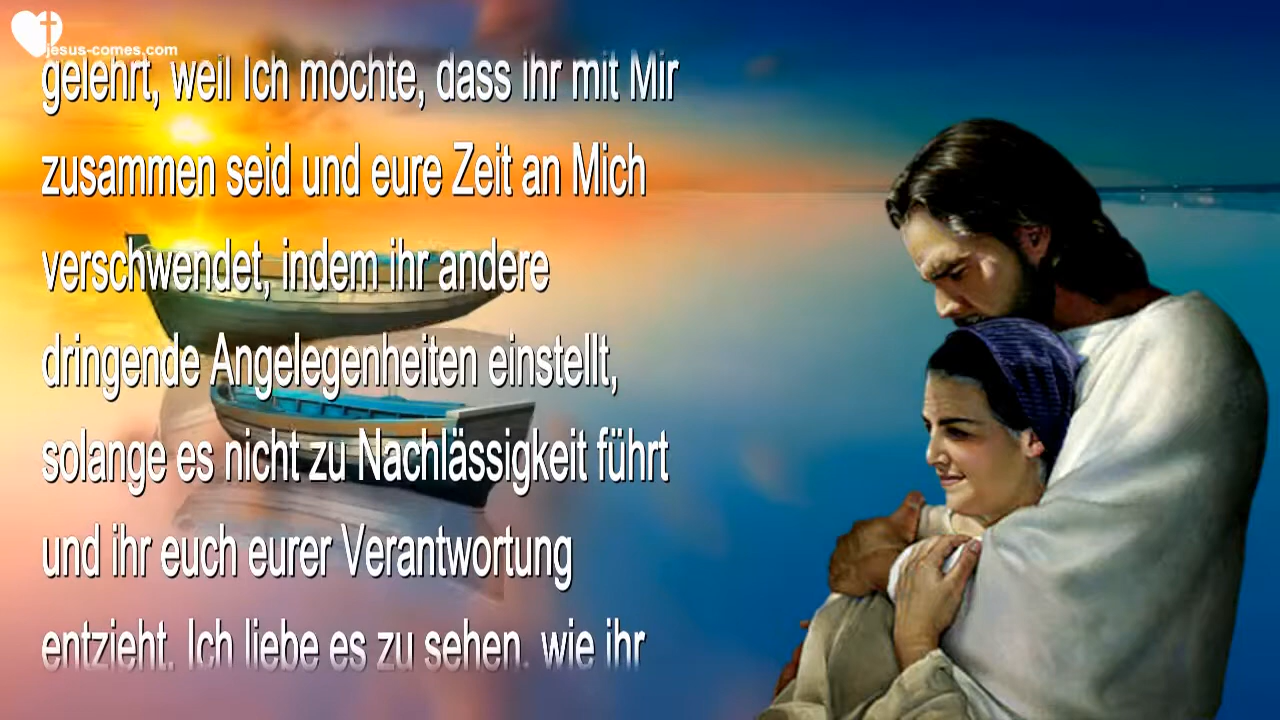 jesus-comes.com
gelehrt, weil Ich möchte, dass ihr mit Mir
zusammen seid und eure Zeit an Mich
verschwendet, indem ihr andere
dringende Angelegenheiten einstellt,
solange es nicht zu Nachlässigkeit führt
und ihr euch eurer Verantwortung
entzieht. Ich liebe es zu sehen, wie ihr